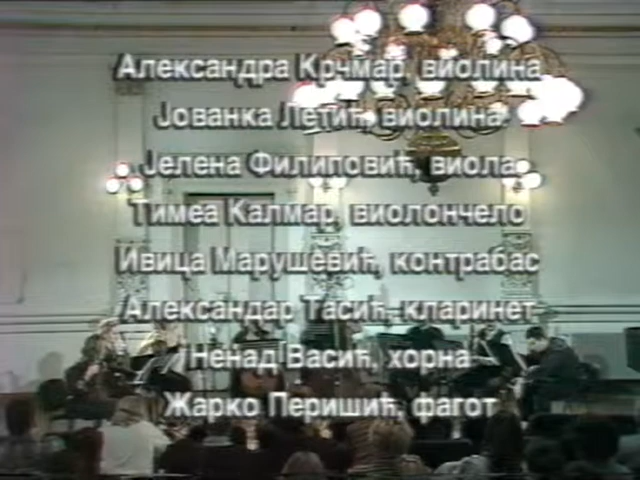 Александра Крчмар, виолина
Јованка Летић, виолина
Јелена Филиповић, виола
Тимеа Калмар, виолончело
Ивица Марушевић, контрабас
Александар Тасић, кларинет
Ненад Васић, хорна
Жарко Перишић, фагот